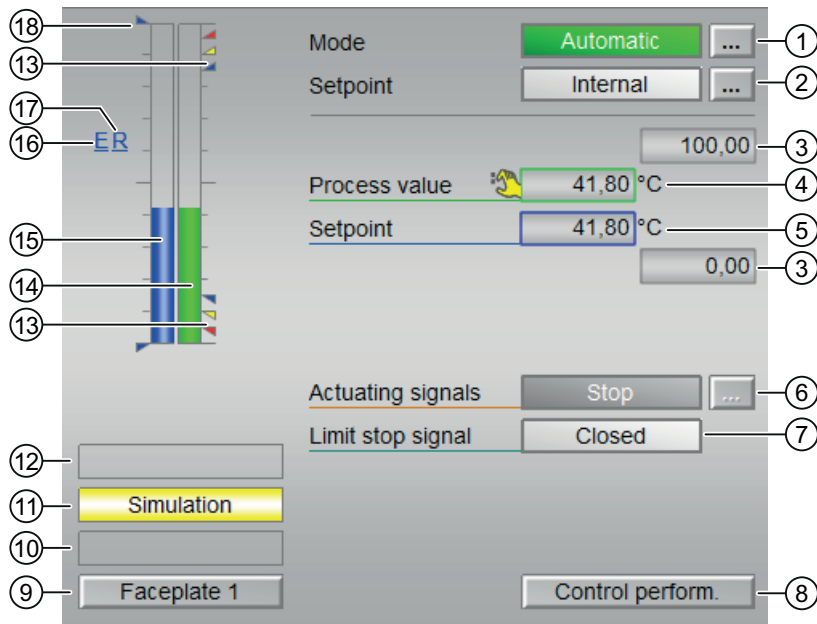 18
Mode
Automatic
...
1
13
Setpoint
Internal
...
2
17
16
E R
100,00
3
Process value
41,80 °C
4
Setpoint
41,80 °C
5
15
0,00
3
14
13
Actuating signals
Stop
...
6
Limit stop signal
Closed
7
12
11
Simulation
10
9
Faceplate 1
Control perform.
8